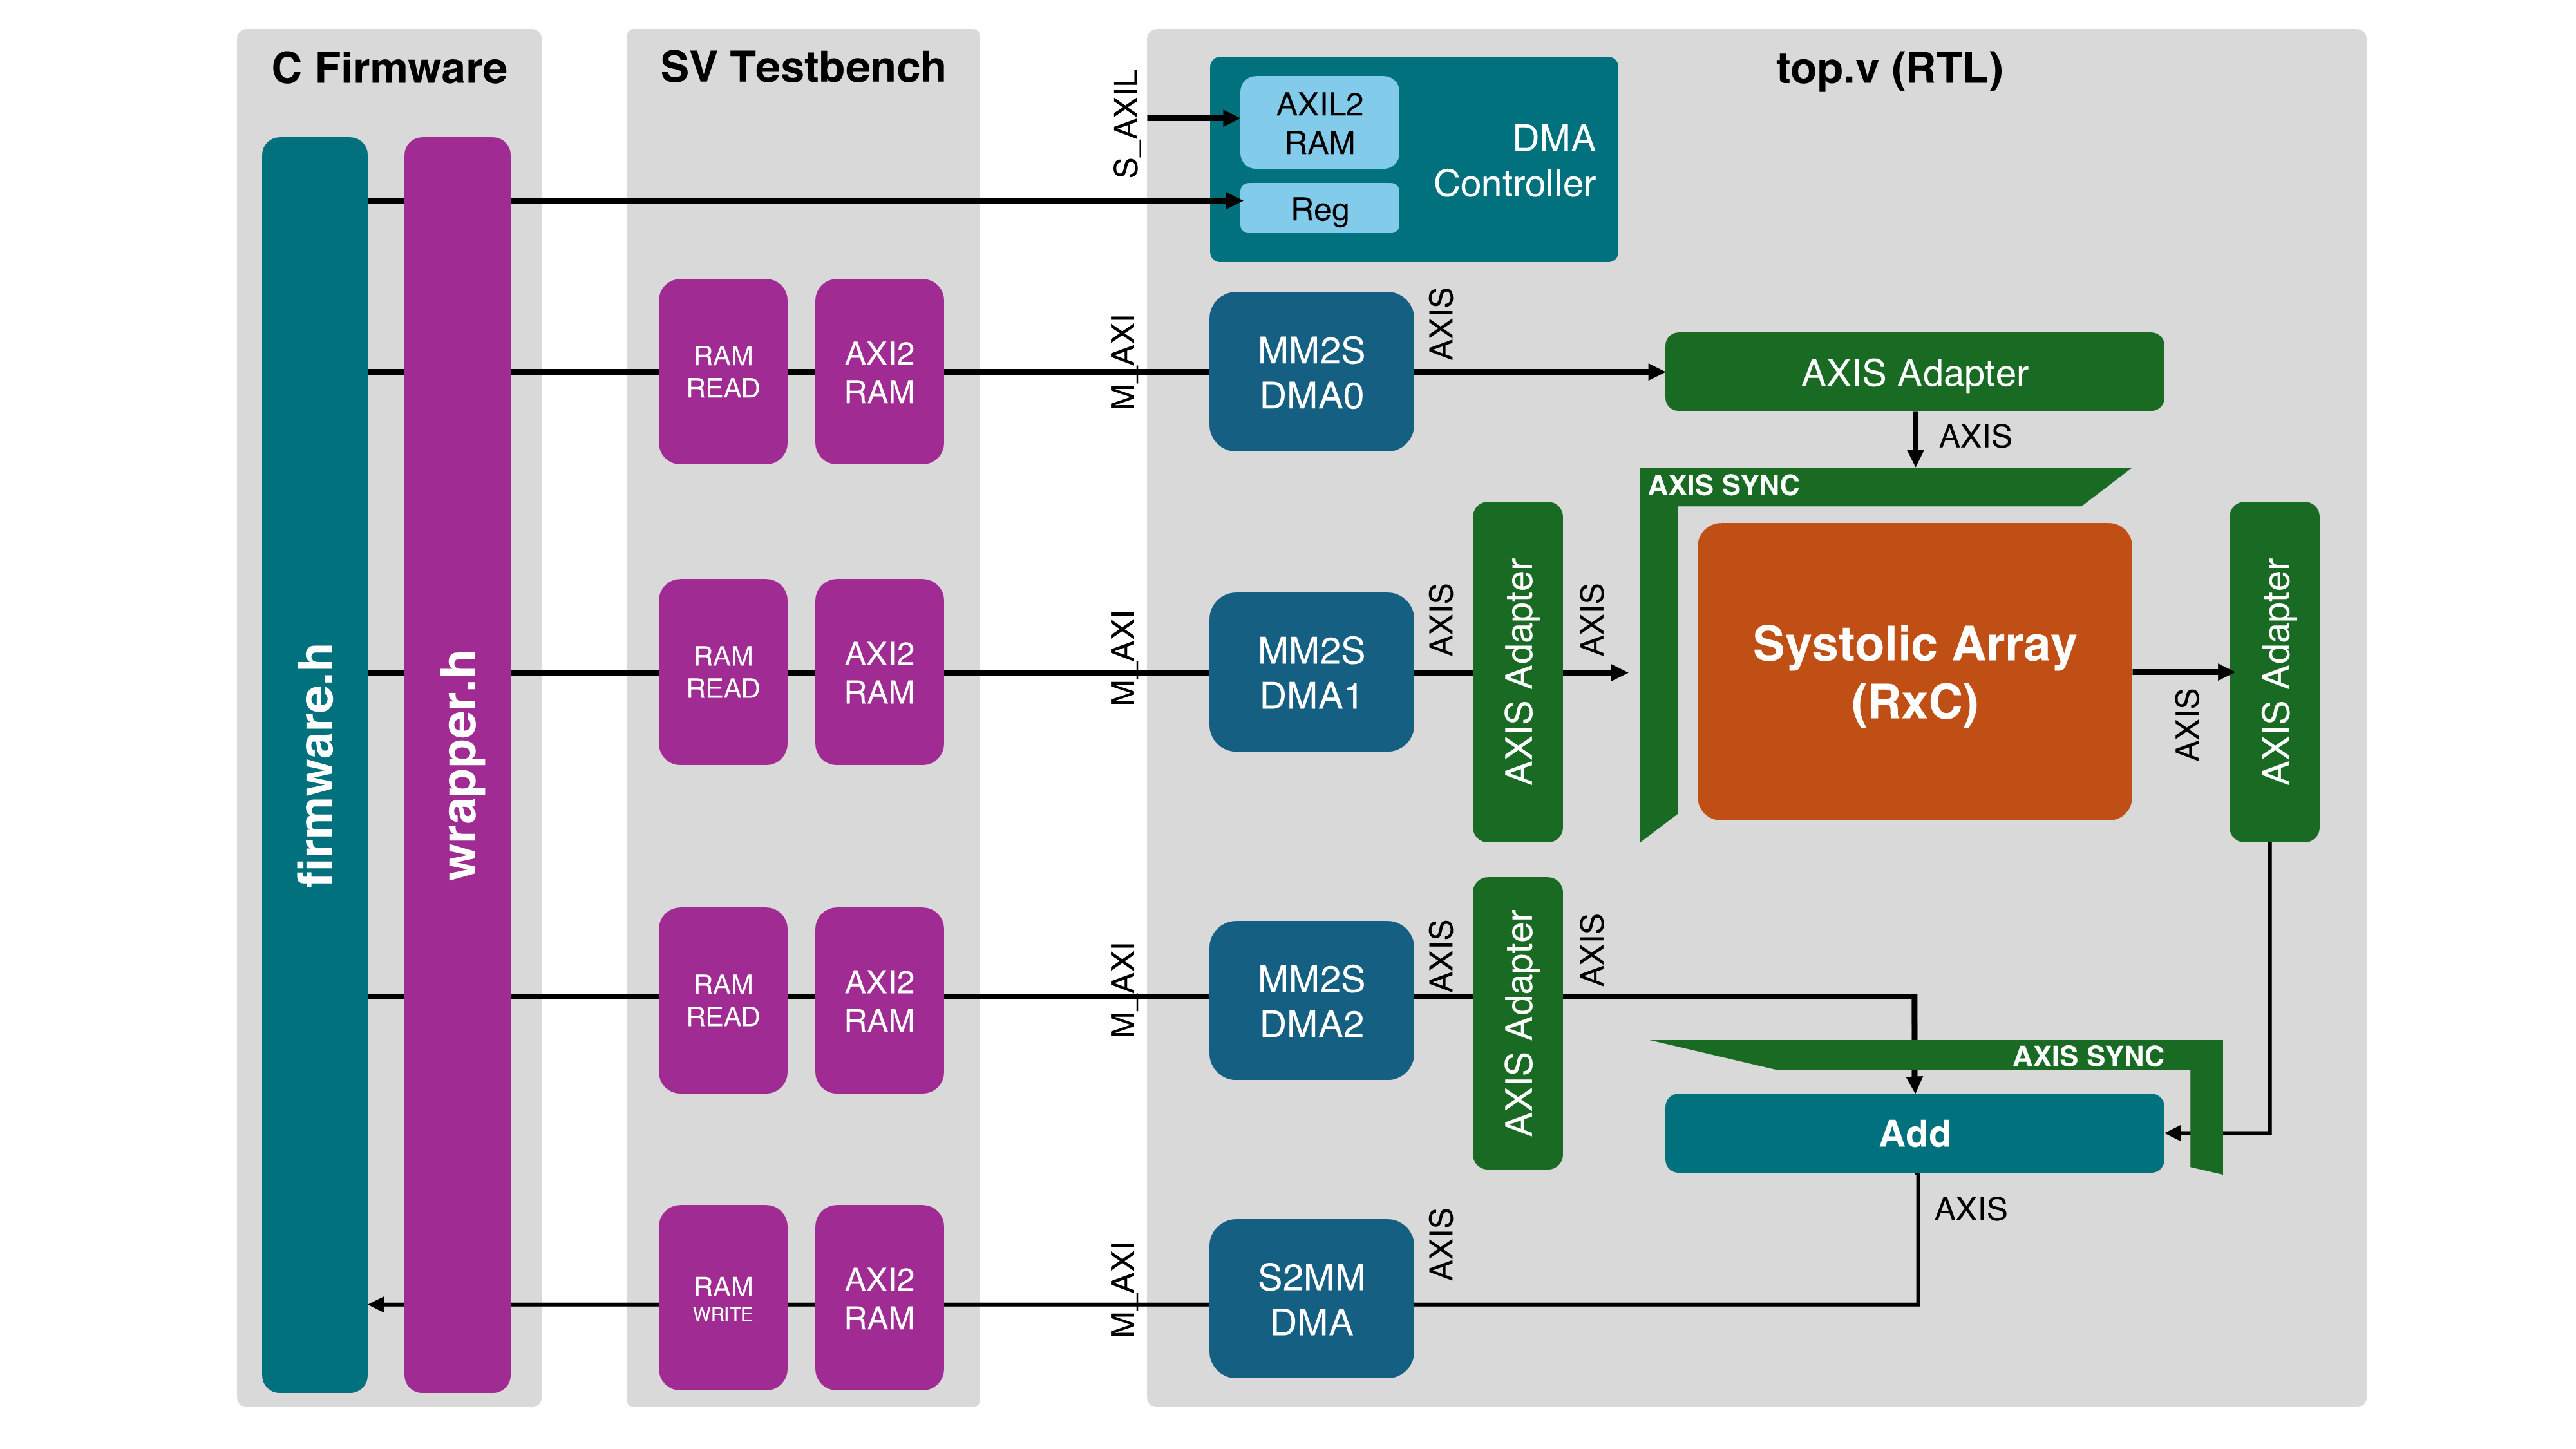 C Firmware
SV Testbench
top.v (RTL)
firmware.h
wrapper.h
S_AXIL
AXIL2
RAM
Reg
DMA
Controller
RAM
READ
AXI2
RAM
M_AXI
MM2S
DMA0
AXIS
AXIS Adapter
AXIS
AXIS SYNC
RAM
READ
AXI2
RAM
M_AXI
MM2S
DMA1
AXIS
AXIS Adapter
AXIS
Systolic Array
(RxC)
AXIS
AXIS Adapter
RAM
READ
AXI2
RAM
M_AXI
MM2S
DMA2
AXIS
AXIS Adapter
AXIS
AXIS SYNC
Add
AXIS
RAM
WRITE
AXI2
RAM
M_AXI
S2MM
DMA
AXIS